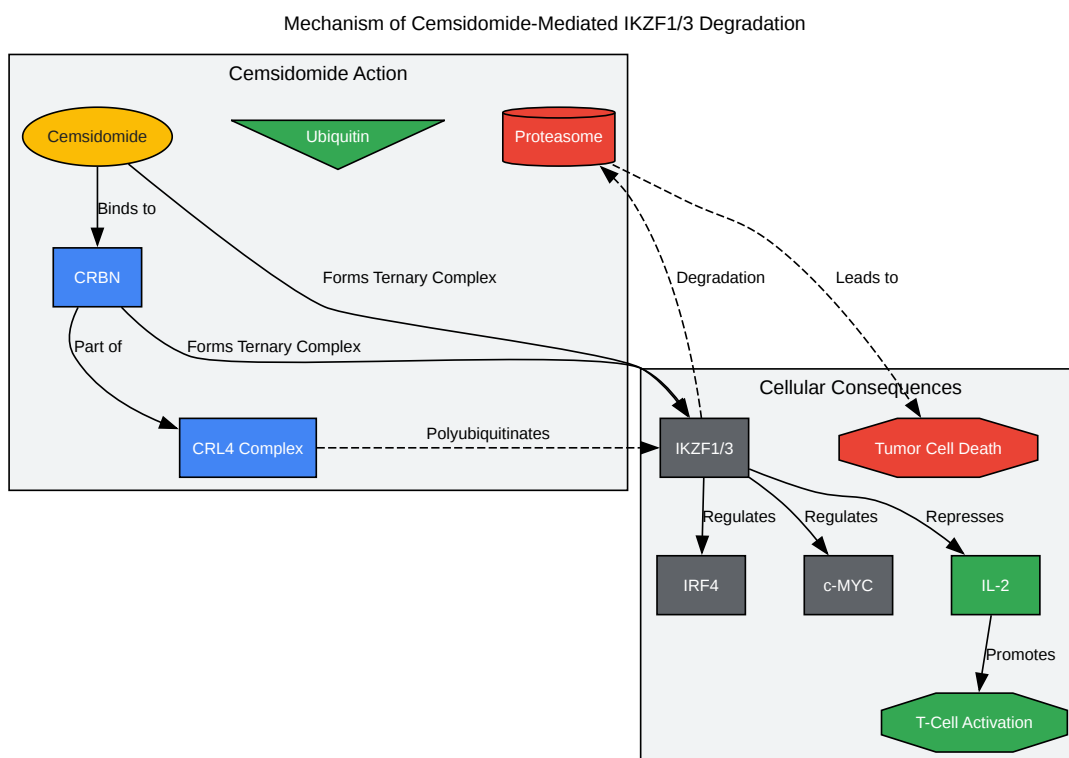 Mechanism of Cemsidomide-Mediated IKZF1/3 Degradation
Cemsidomide Action
Cemsidomide
Ubiquitin
Proteasome
Binds to
CRBN
Forms Ternary Complex
Degradation
Leads to
Part of
Forms Ternary Complex
Cellular Consequences
CRL4 Complex
Polyubiquitinates
IKZF1/3
Tumor Cell Death
Regulates
Regulates
Represses
IRF4
c-MYC
IL-2
Promotes
T-Cell Activation